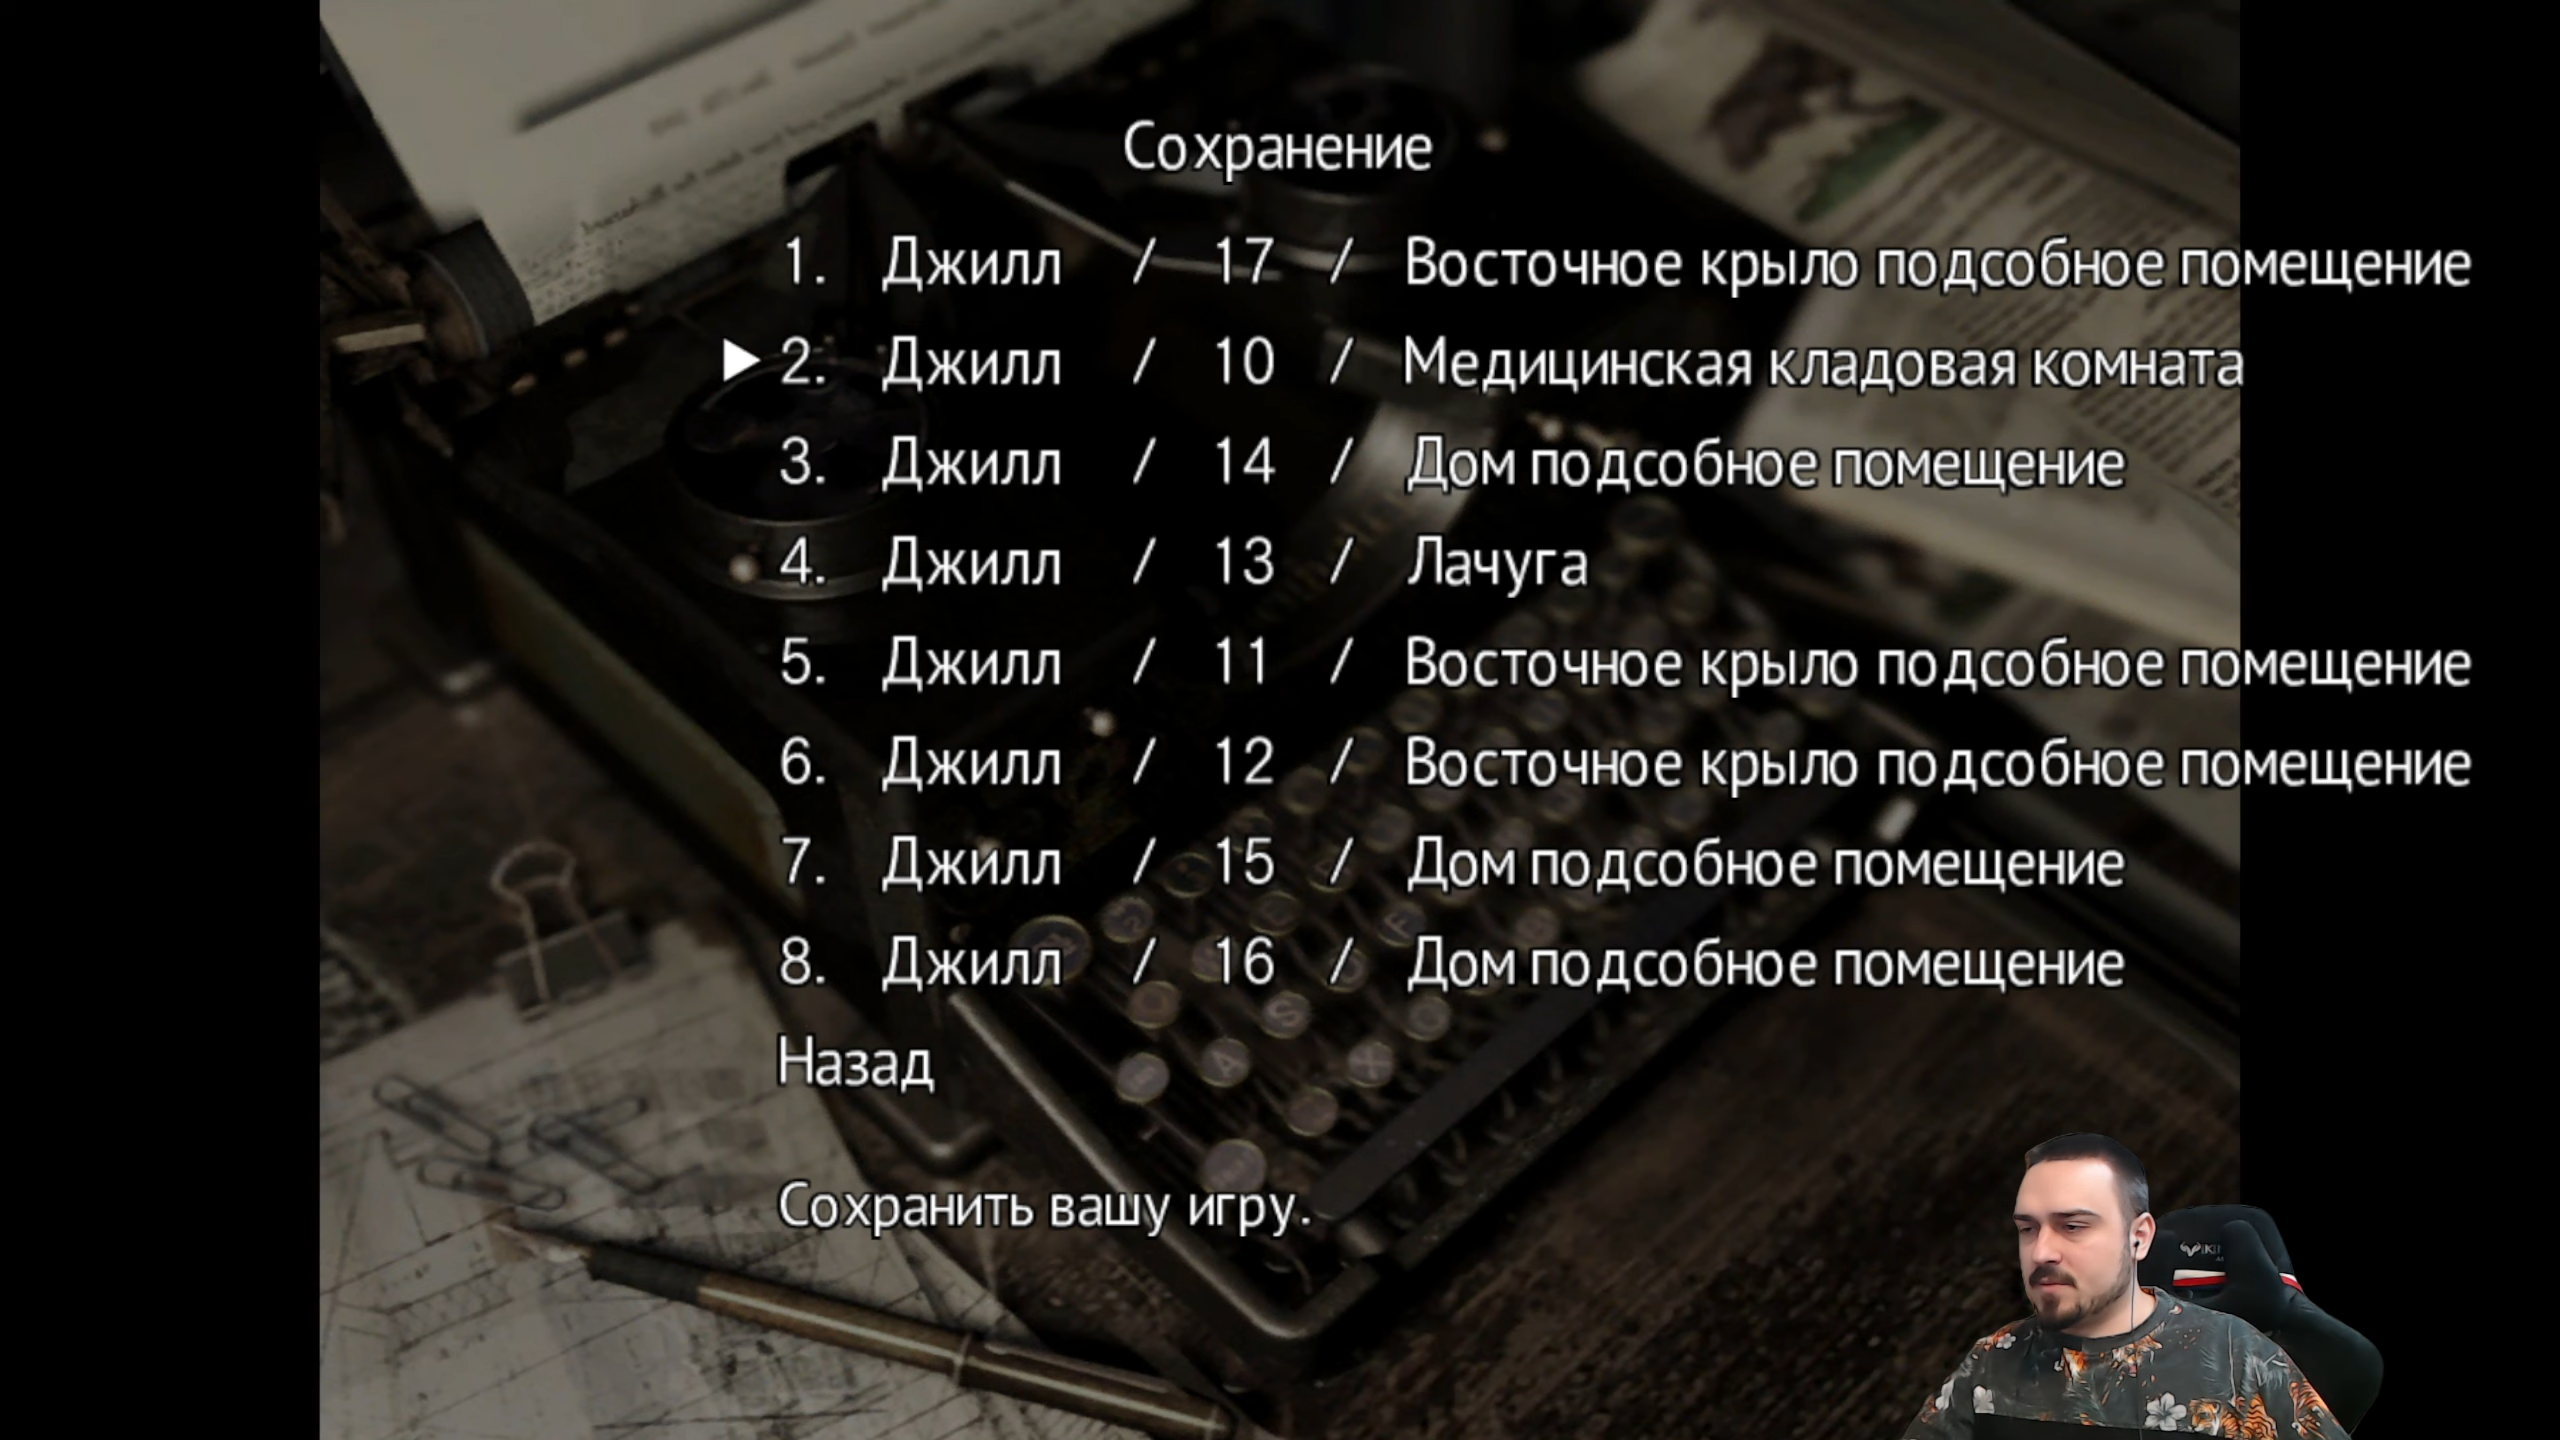 Сохранение
1. Джилл / 17 / Восточное крыло подсобное помещение
2. Джилл / 10 / Медицинская кладовая комната
3. Джилл / 14 / Дом подсобное помещение
4. Джилл / 13 / Лачуга
5. Джилл / 11 / Восточное крыло подсобное помещение
6. Джилл / 12 / Восточное крыло подсобное помещение
7. Джилл / 15 / Дом подсобное помещение
8. Джилл / 16 / Дом подсобное помещение
Назад
Сохранить вашу игру.